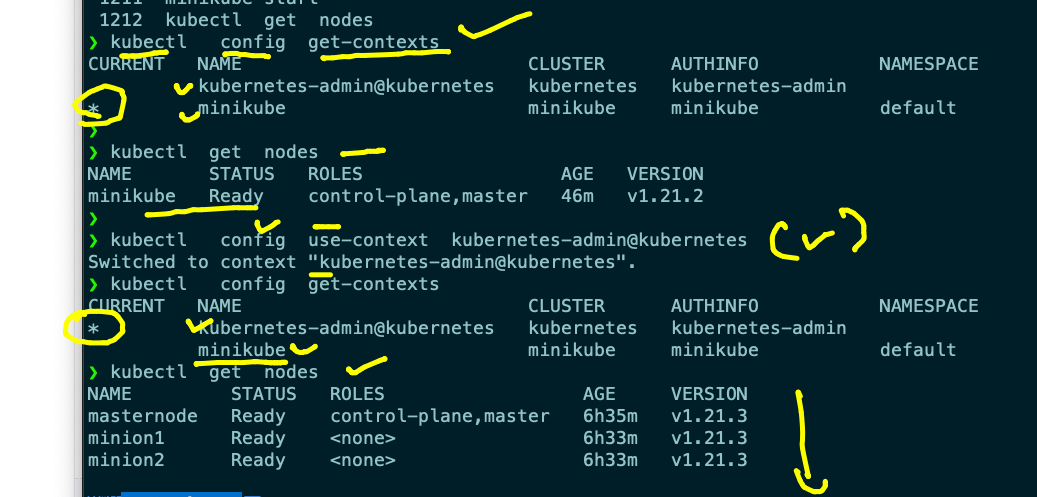 1211 minikube start
1212 kubectl get nodes
❯ kubectl config get-contexts
CURRENT NAME CLUSTER AUTHINFO NAMESPACE
kubernetes-admin@kubernetes kubernetes kubernetes-admin
* minikube minikube minikube default
❯
❯ kubectl get nodes
NAME STATUS ROLES AGE VERSION
minikube Ready control-plane,master 46m v1.21.2
❯
❯ kubectl config use-context kubernetes-admin@kubernetes
Switched to context "kubernetes-admin@kubernetes".
❯ kubectl config get-contexts
CURRENT NAME CLUSTER AUTHINFO NAMESPACE
* kubernetes-admin@kubernetes kubernetes kubernetes-admin
minikube minikube minikube default
❯ kubectl get nodes
NAME STATUS ROLES AGE VERSION
masternode Ready control-plane,master 6h35m v1.21.3
minion1 Ready <none> 6h33m v1.21.3
minion2 Ready <none> 6h33m v1.21.3